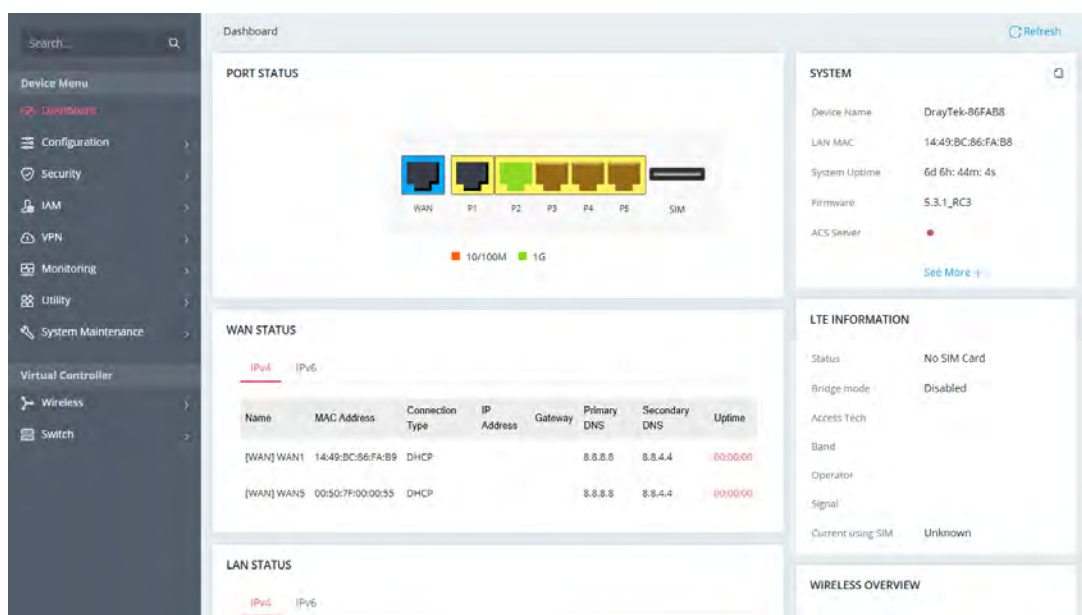 Search...
Device Menu
Dashboard
Configuration
Security
IAM
VPN
Monitoring
Utility
System Maintenance
Virtual Controller
Wireless
Switch
Dashboard
Refresh
PORT STATUS
WAN P1 P2 P3 P4 P5 SIM
10/100M 1G
WAN STATUS
IPv4 IPv6
Name MAC Address Connection Type IP Address Gateway Primary DNS Secondary DNS Uptime
[WAN] WAN1 14:49:BC:86:FA:B9 DHCP 8.8.8.8 8.8.4.4 00:00:00
[WAN] WAN5 00:50:7F:00:00:55 DHCP 8.8.8.8 8.8.4.4 00:00:00
LAN STATUS
IPv4 IPv6
SYSTEM
Device Name DrayTek-86FAB8
LAN MAC 14:49:BC:86:FA:B8
System Uptime 6d 6h: 44m: 4s
Firmware 5.3.1_RC3
ACS Server
See More +
LTE INFORMATION
Status No SIM Card
Bridge mode Disabled
Access Tech
Band
Operator
Signal
Current using SIM Unknown
WIRELESS OVERVIEW